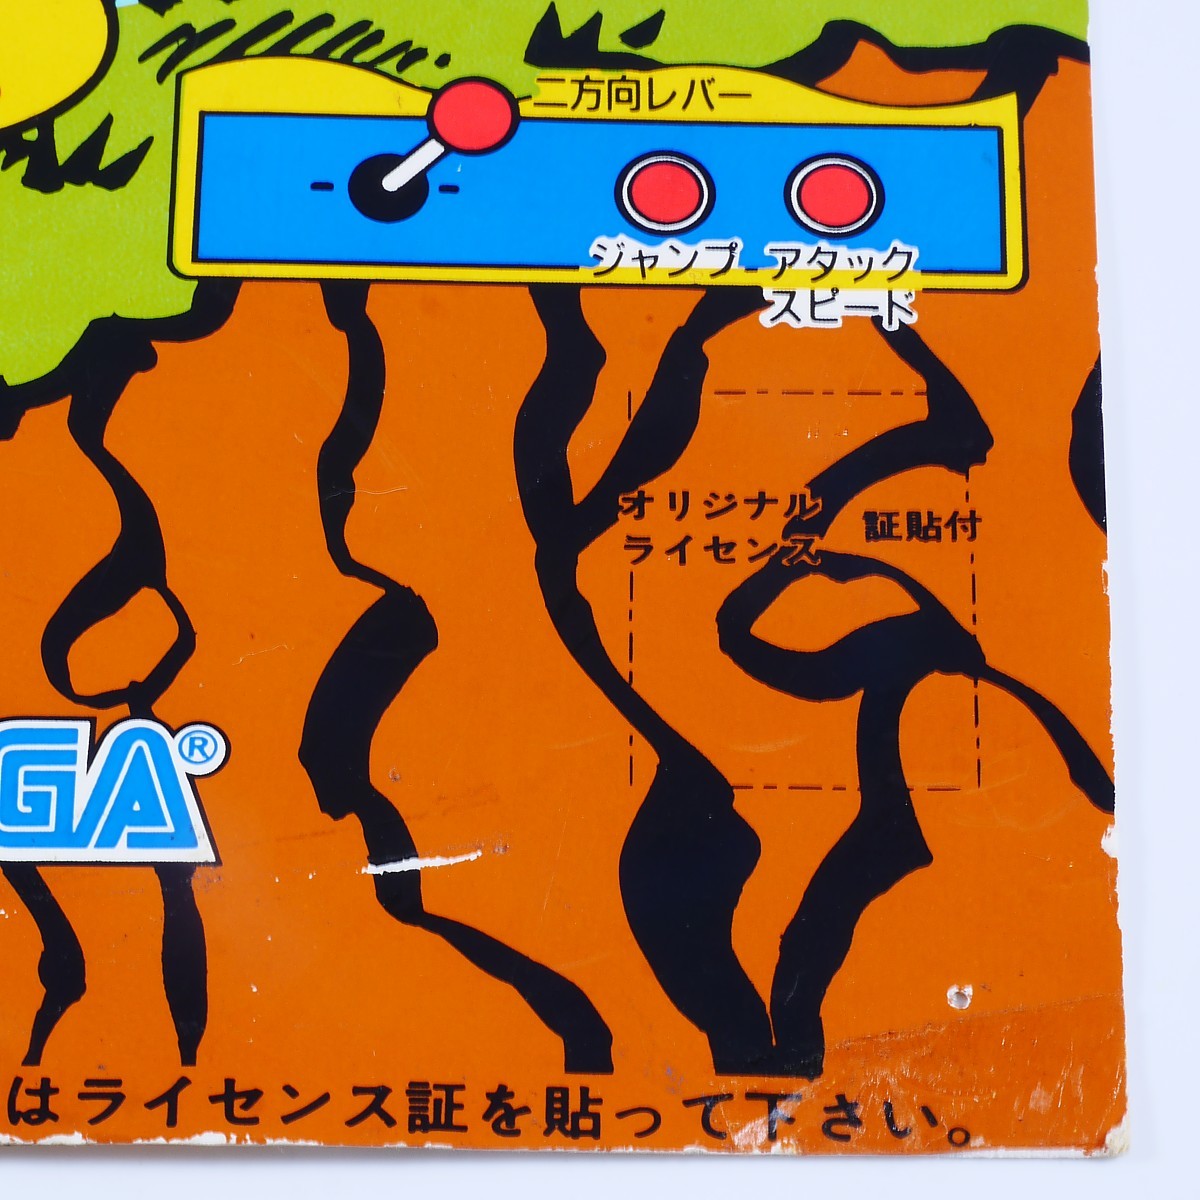 二方向レバー
ジャンプ アタック
スピード
オリジナル
ライセンス 証貼付
GA®
はライセンス証を貼って下さい。